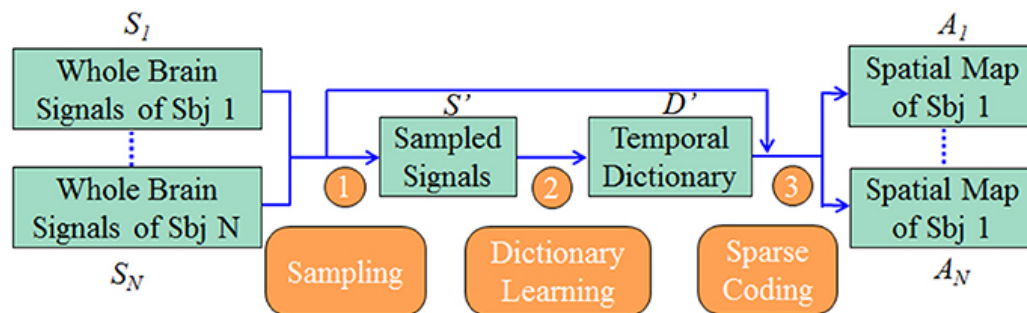 S1
Whole Brain
Signals of Sbj 1
Whole Brain
Signals of Sbj N
SN
S'
Sampled
Signals
D'
Temporal
Dictionary
1
2
3
A1
Spatial Map
of Sbj 1
Spatial Map
of Sbj 1
AN
Sampling
Dictionary
Learning
Sparse
Coding